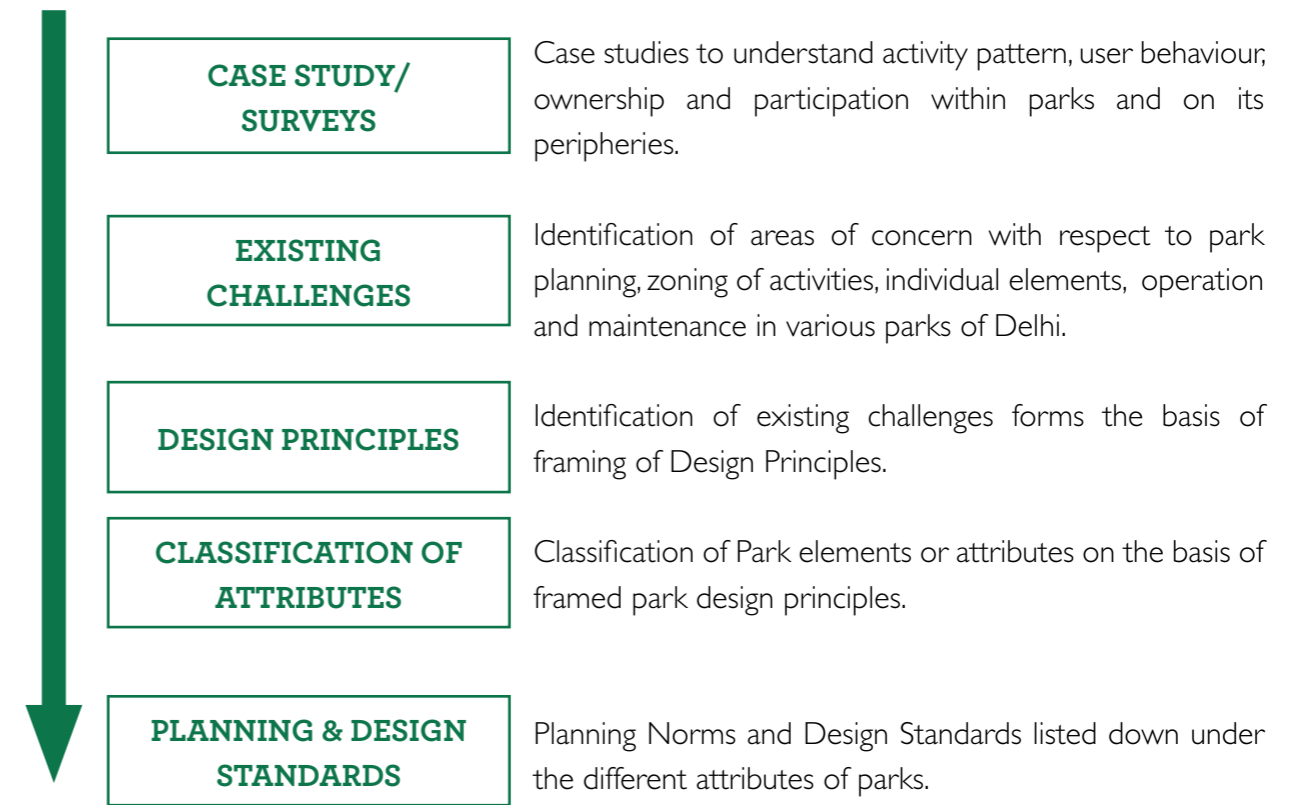 CASE STUDY/
SURVEYS
Case studies to understand activity pattern, user behaviour,
ownership and participation within parks and on its
peripheries.
EXISTING
CHALLENGES
Identification of areas of concern with respect to park
planning, zoning of activities, individual elements, operation
and maintenance in various parks of Delhi.
DESIGN PRINCIPLES
Identification of existing challenges forms the basis of
framing of Design Principles.
CLASSIFICATION OF
ATTRIBUTES
Classification of Park elements or attributes on the basis of
framed park design principles.
PLANNING & DESIGN
STANDARDS
Planning Norms and Design Standards listed down under
the different attributes of parks.